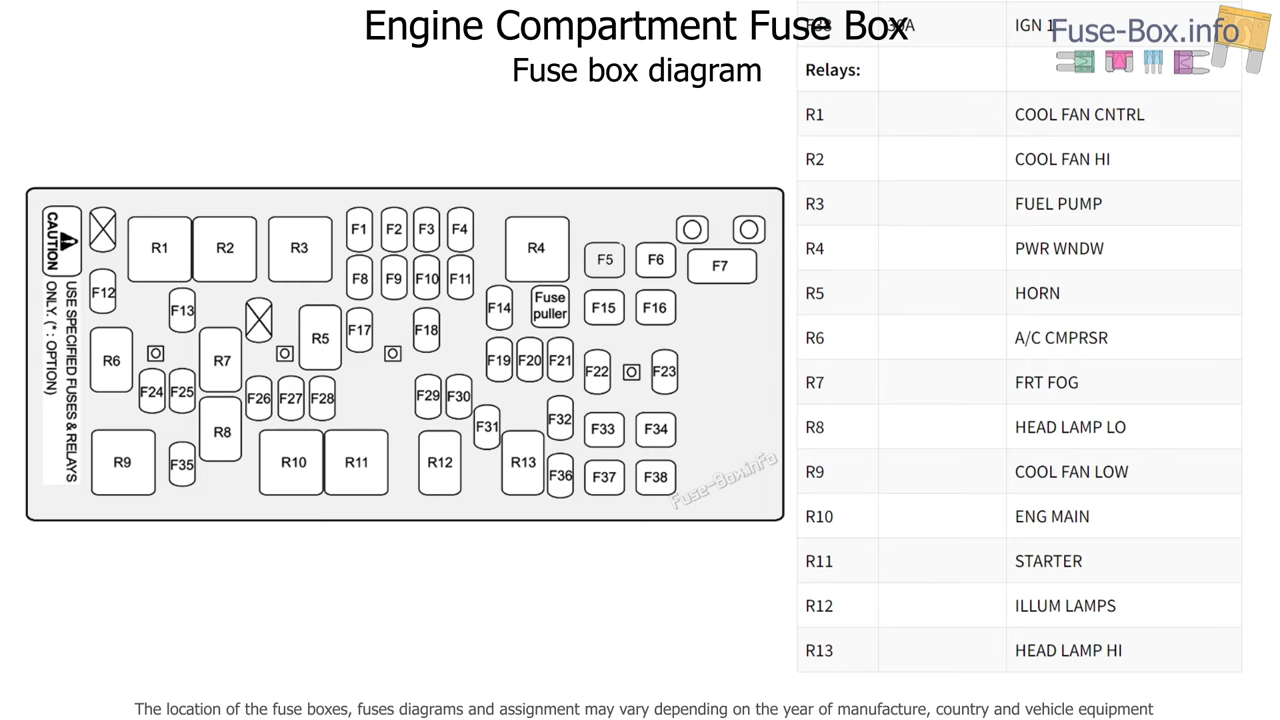 Engine Compartment Fuse Box
Fuse box diagram
Fuse-Box.info
30A IGN 1
Relays:
R1 COOL FAN CNTRL
R2 COOL FAN HI
R3 FUEL PUMP
R4 PWR WNDW
R5 HORN
R6 A/C CMPRSR
R7 FRT FOG
R8 HEAD LAMP LO
R9 COOL FAN LOW
R10 ENG MAIN
R11 STARTER
R12 ILLUM LAMPS
R13 HEAD LAMP HI
CAUTION
USE SPECIFIED FUSES & RELAYS
ONLY. (* : OPTION)
R1 R2 R3 F1 F2 F3 F4 R4 F5 F6 F7
F8 F9 F10 F11
F12 F13 F14 Fuse
puller F15 F16
R6 R7 R5 F17 F18
F19 F20 F21 F22 F23
F24 F25 F26 F27 F28 F29 F30
R8 F31 F32 F33 F34
R9 F35 R10 R11 R12 R13 F36 F37 F38
Fuse-Box.inFo
The location of the fuse boxes, fuses diagrams and assignment may vary depending on the year of manufacture, country and vehicle equipment